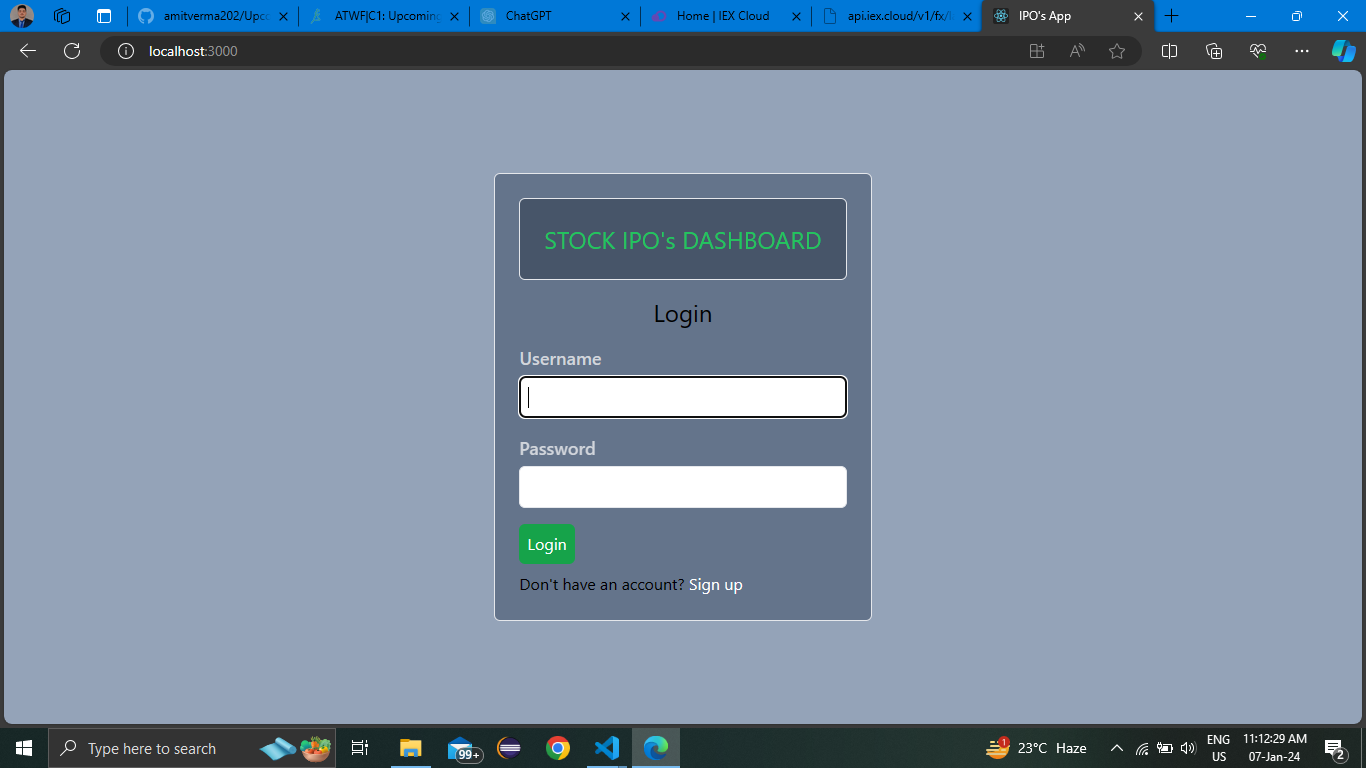 amitverma202/Upco
ATWF|C1: Upcoming
ChatGPT
Home | IEX Cloud
api.iex.cloud/v1/fx/l
IPO's App
localhost:3000
STOCK IPO's DASHBOARD
Login
Username
Password
Login
Don't have an account? Sign up
Type here to search
99+
1
23°C Haze
ENG
US
11:12:29 AM
07-Jan-24
2